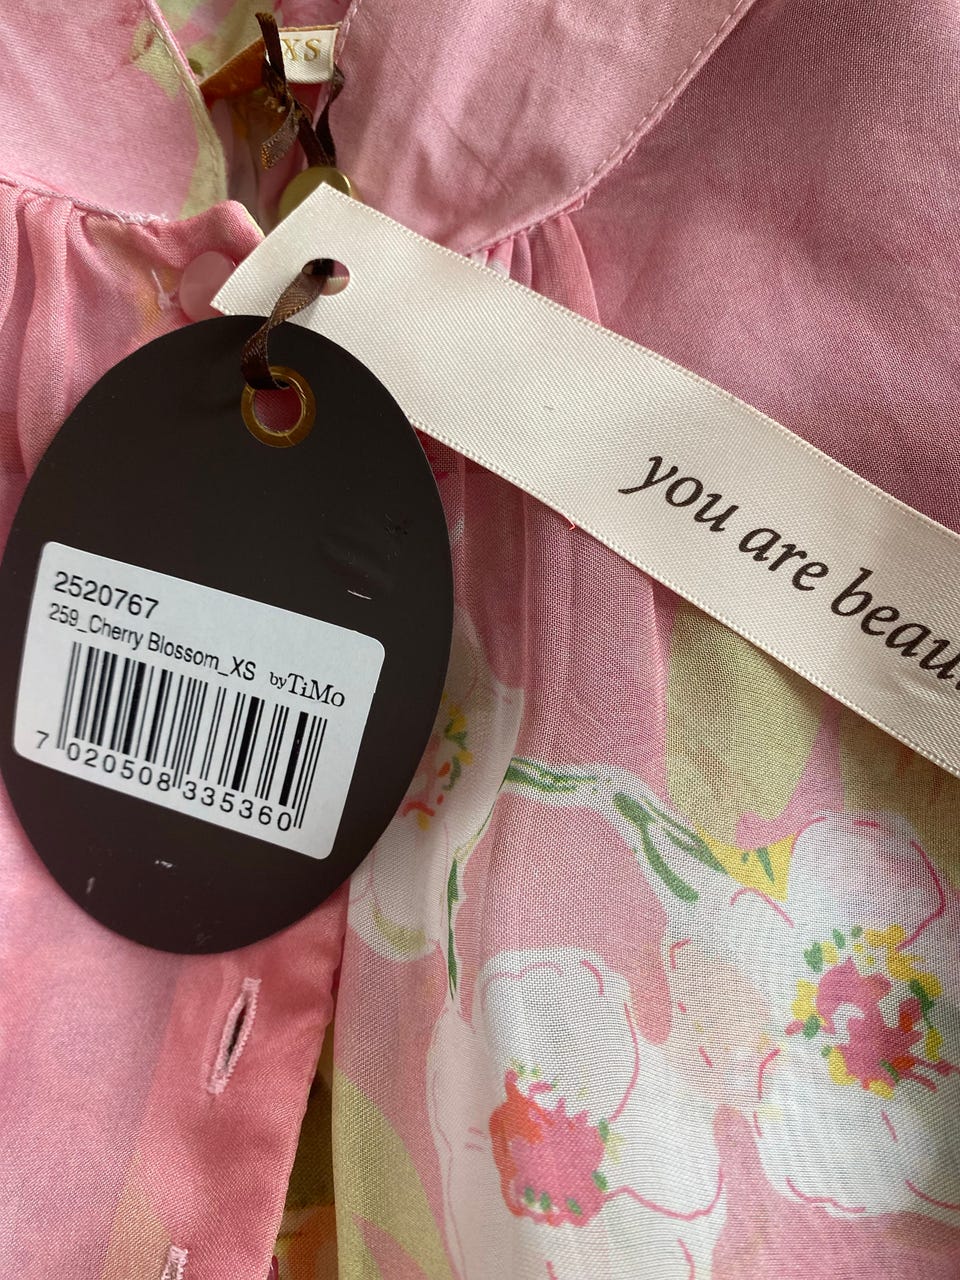 XS
you are beau
2520767
259_Cherry Blossom_XS byTiMo
7 020508 335360